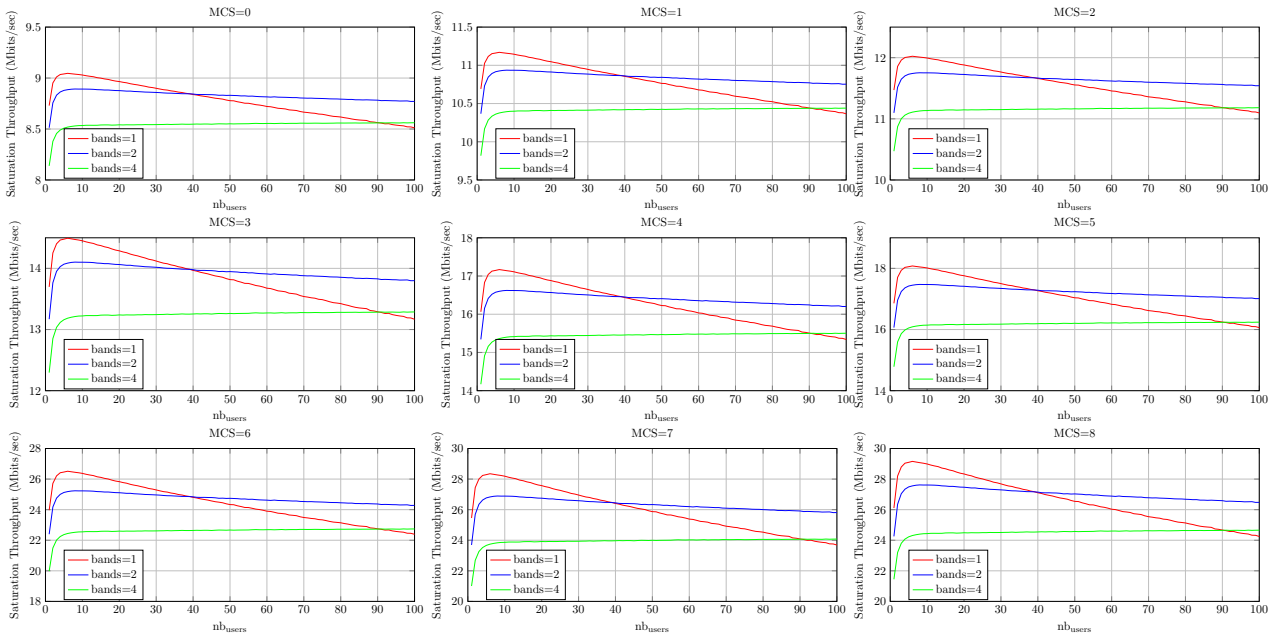 MCS=0
Saturation Throughput (Mbits/sec)
9.5
9
8.5
8
bands=1
bands=2
bands=4
0 10 20 30 40 50 60 70 80 90 100
nb_users
MCS=1
Saturation Throughput (Mbits/sec)
11.5
11
10.5
10
9.5
bands=1
bands=2
bands=4
0 10 20 30 40 50 60 70 80 90 100
nb_users
MCS=2
Saturation Throughput (Mbits/sec)
12
11
10
bands=1
bands=2
bands=4
0 10 20 30 40 50 60 70 80 90 100
nb_users
MCS=3
Saturation Throughput (Mbits/sec)
14
13
12
bands=1
bands=2
bands=4
0 10 20 30 40 50 60 70 80 90 100
nb_users
MCS=4
Saturation Throughput (Mbits/sec)
18
17
16
15
14
bands=1
bands=2
bands=4
0 10 20 30 40 50 60 70 80 90 100
nb_users
MCS=5
Saturation Throughput (Mbits/sec)
18
16
14
bands=1
bands=2
bands=4
0 10 20 30 40 50 60 70 80 90 100
nb_users
MCS=6
Saturation Throughput (Mbits/sec)
28
26
24
22
20
18
bands=1
bands=2
bands=4
0 10 20 30 40 50 60 70 80 90 100
nb_users
MCS=7
Saturation Throughput (Mbits/sec)
30
28
26
24
22
20
bands=1
bands=2
bands=4
0 10 20 30 40 50 60 70 80 90 100
nb_users
MCS=8
Saturation Throughput (Mbits/sec)
30
28
26
24
22
20
bands=1
bands=2
bands=4
0 10 20 30 40 50 60 70 80 90 100
nb_users